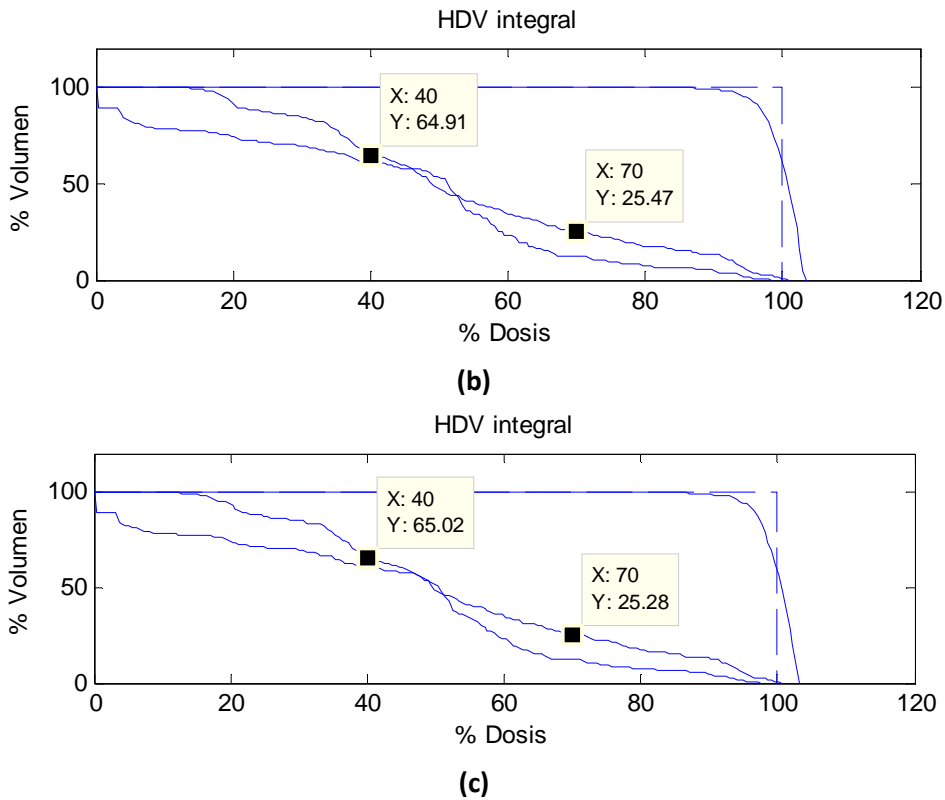 HDV integral
% Volumen
100
50
0
X: 40
Y: 64.91
X: 70
Y: 25.47
0 20 40 60 80 100 120
% Dosis
(b)
HDV integral
% Volumen
100
50
0
X: 40
Y: 65.02
X: 70
Y: 25.28
0 20 40 60 80 100 120
% Dosis
(c)